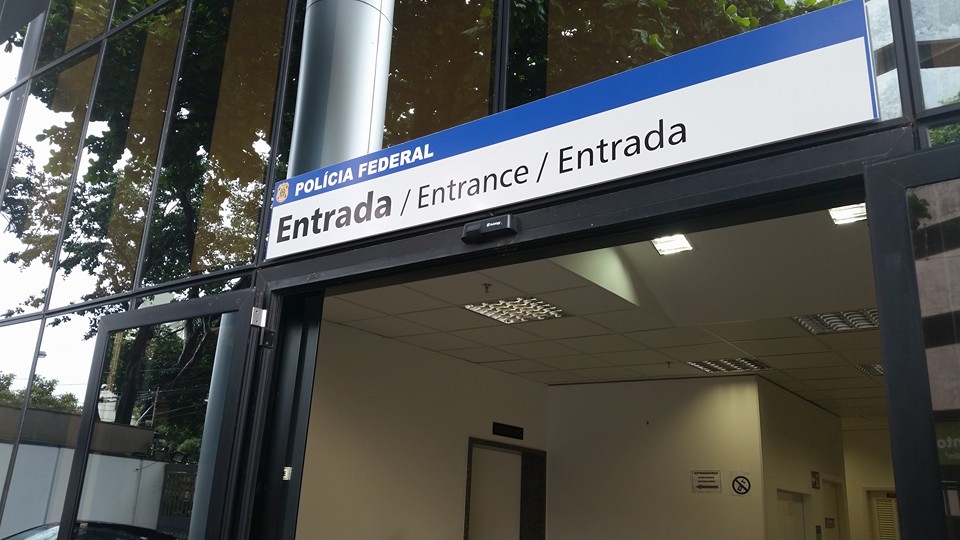 POLÍCIA FEDERAL
Entrada / Entrance / Entrada